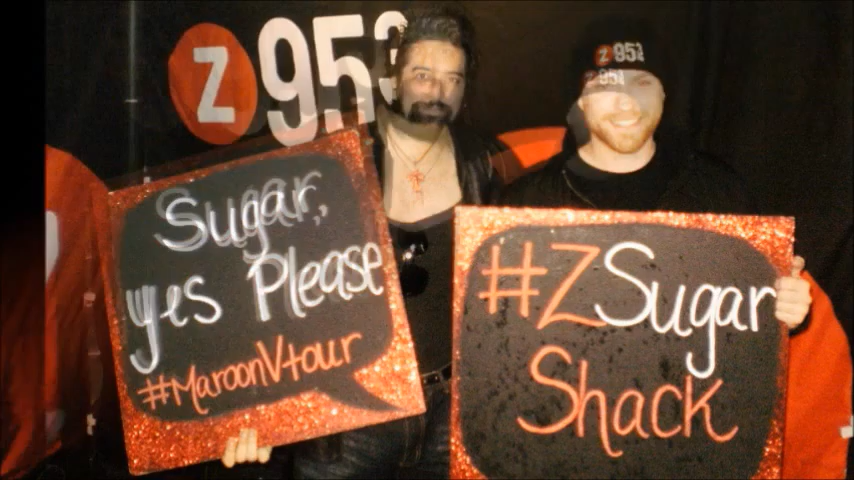 Z 953
Z 953
Z 953
Sugar,
yes Please
#MaroonVtour
#ZSugar
Shack